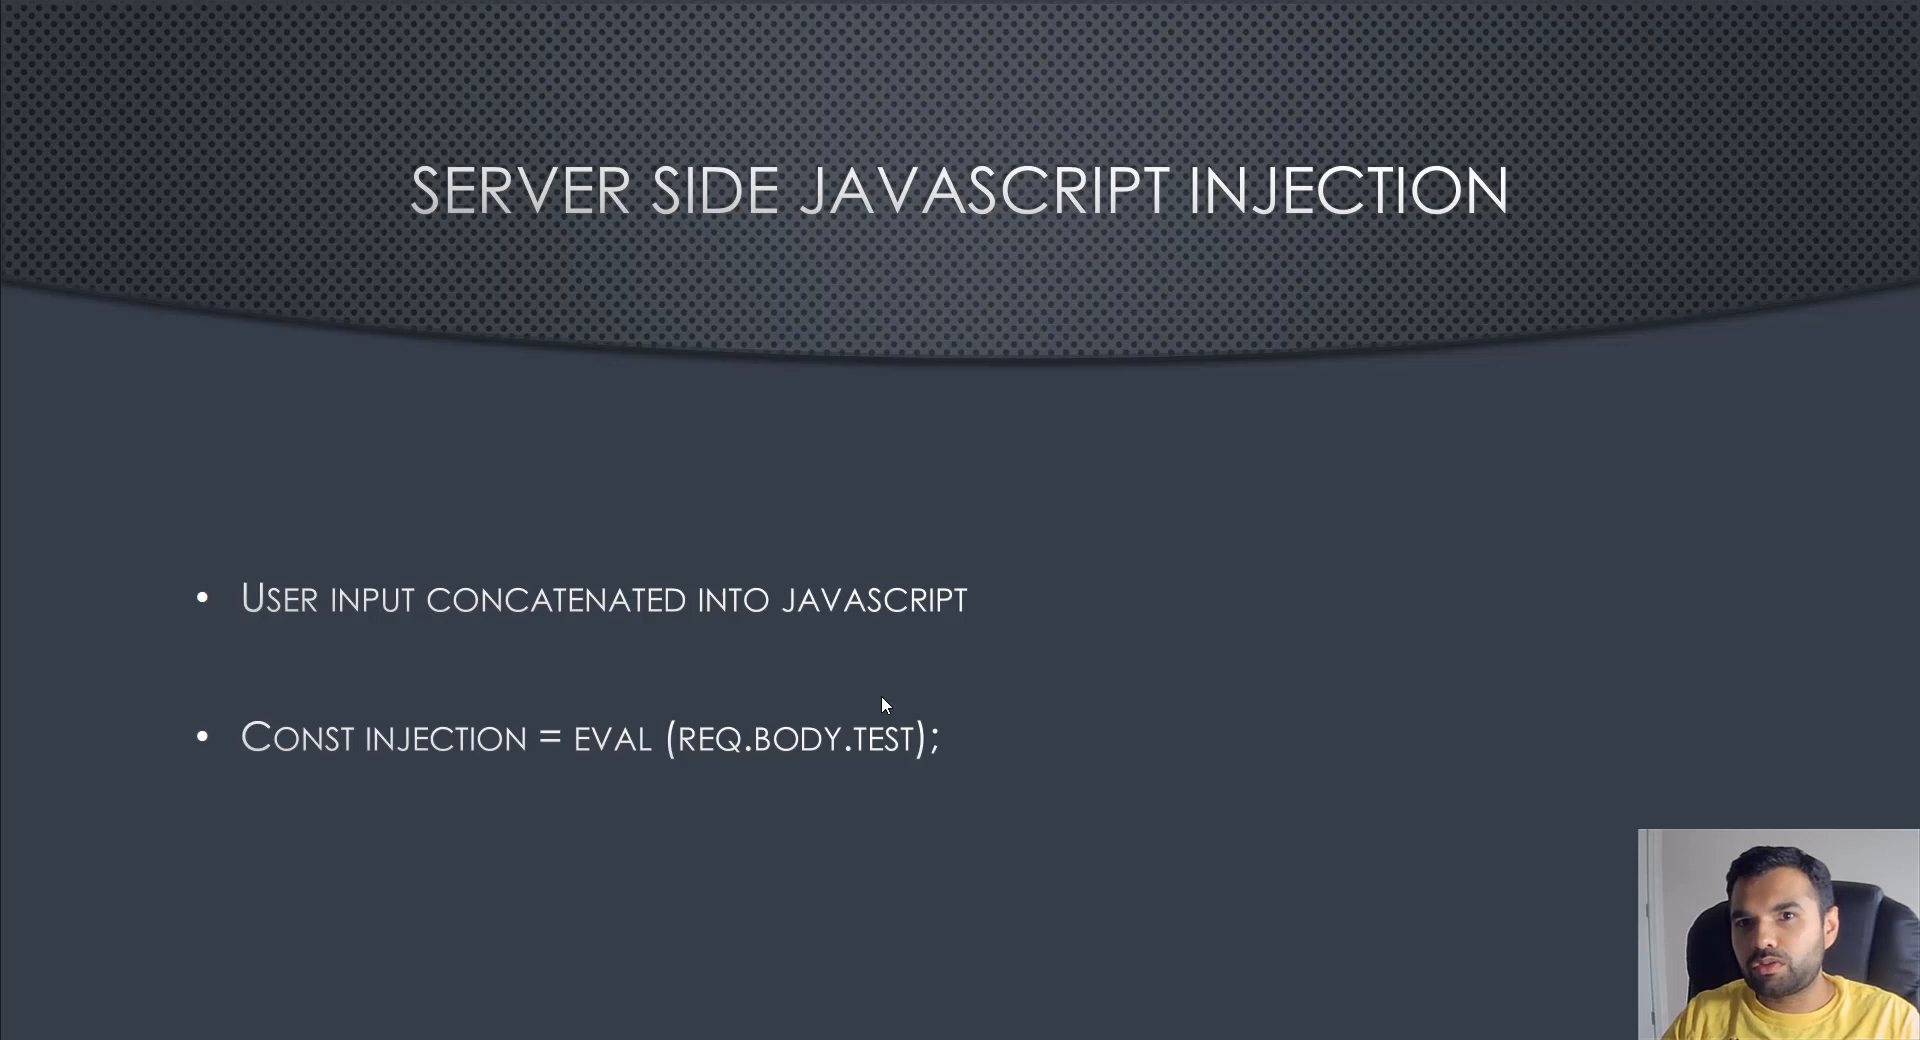 SERVER SIDE JAVASCRIPT INJECTION
• USER INPUT CONCATENATED INTO JAVASCRIPT
• CONST INJECTION = EVAL (REQ.BODY.TEST);